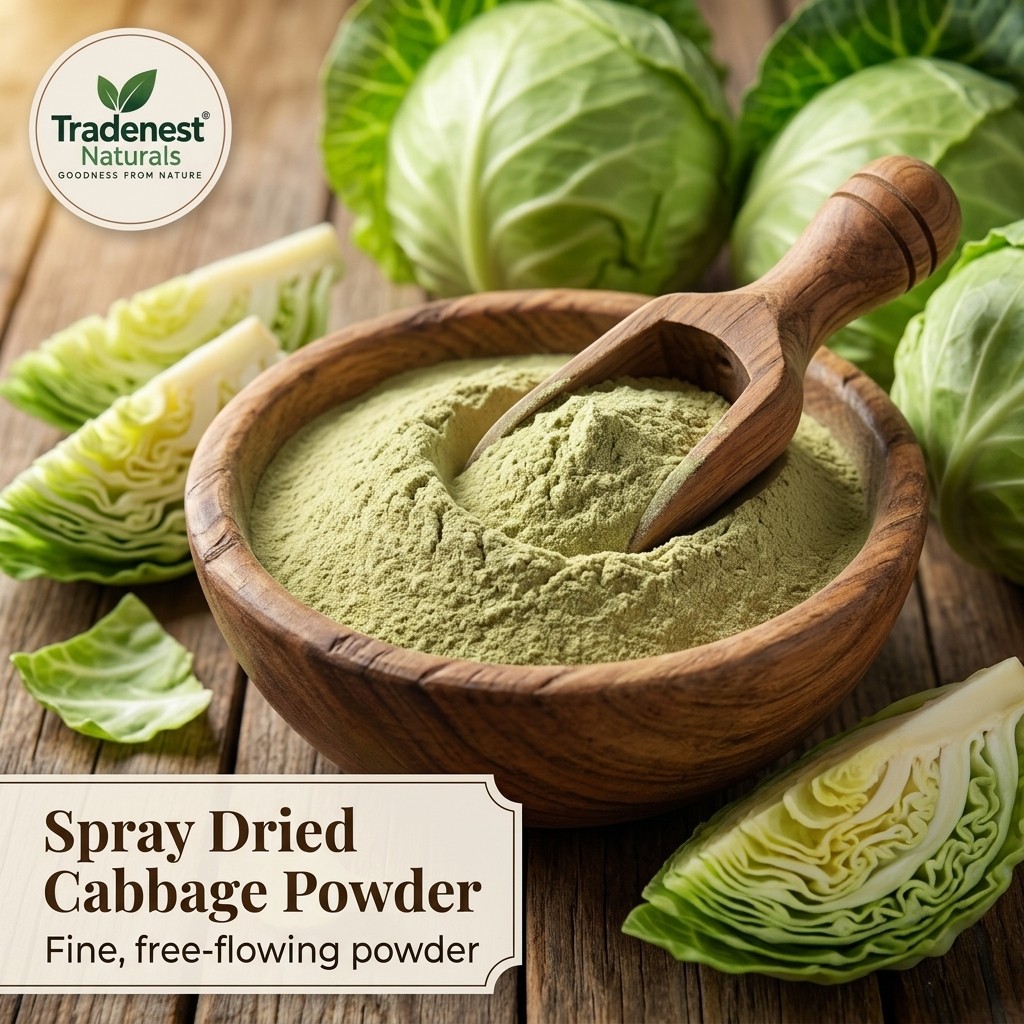 Tradenest®
Naturals
GOODNESS FROM NATURE
Spray Dried
Cabbage Powder
Fine, free-flowing powder